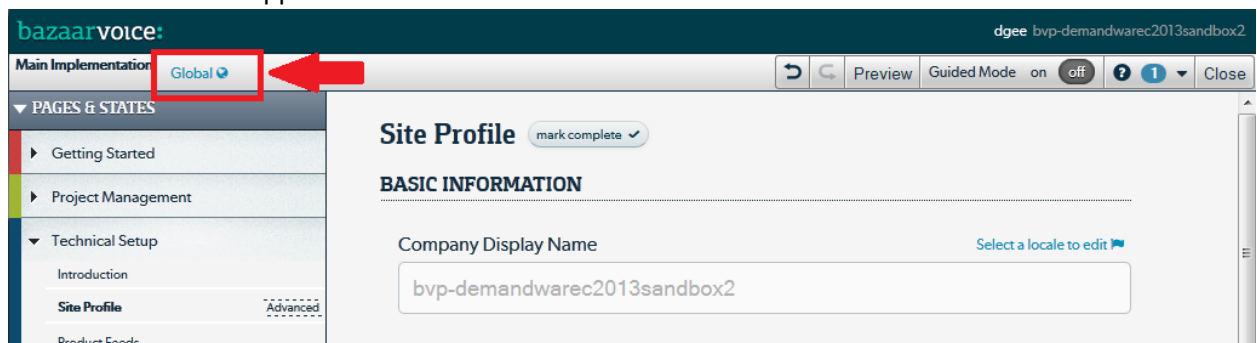 bazaarvoice:
dgee bvp-demandwarec2013sandbox2
Main Implementation Global
Preview Guided Mode on off ? 1 Close
PAGES & STATES
Getting Started
Project Management
Technical Setup
Introduction
Site Profile Advanced
Product Feeds
Site Profile mark complete ✓
BASIC INFORMATION
Company Display Name Select a locale to edit
bvp-demandwarec2013sandbox2